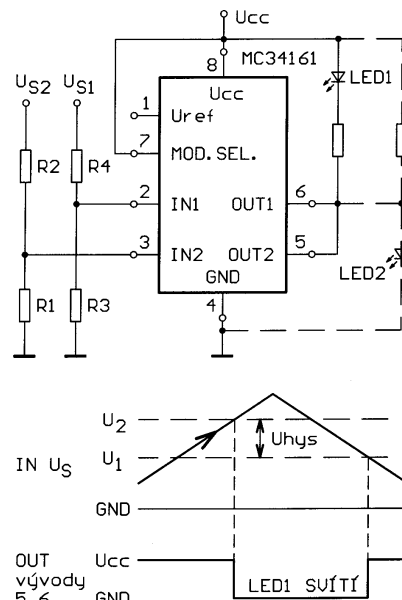 Ucc
8 MC34161
US2 US1
Ucc
LED1
1 Uref
7 MOD. SEL.
R2 R4
2 IN1 OUT1 6
3 IN2 OUT2 5
GND
LED2
R1 R3
4
U2
Uhys
IN US
U1
GND
OUT Ucc
vývody
5,6 GND
LED1 SVÍTÍ